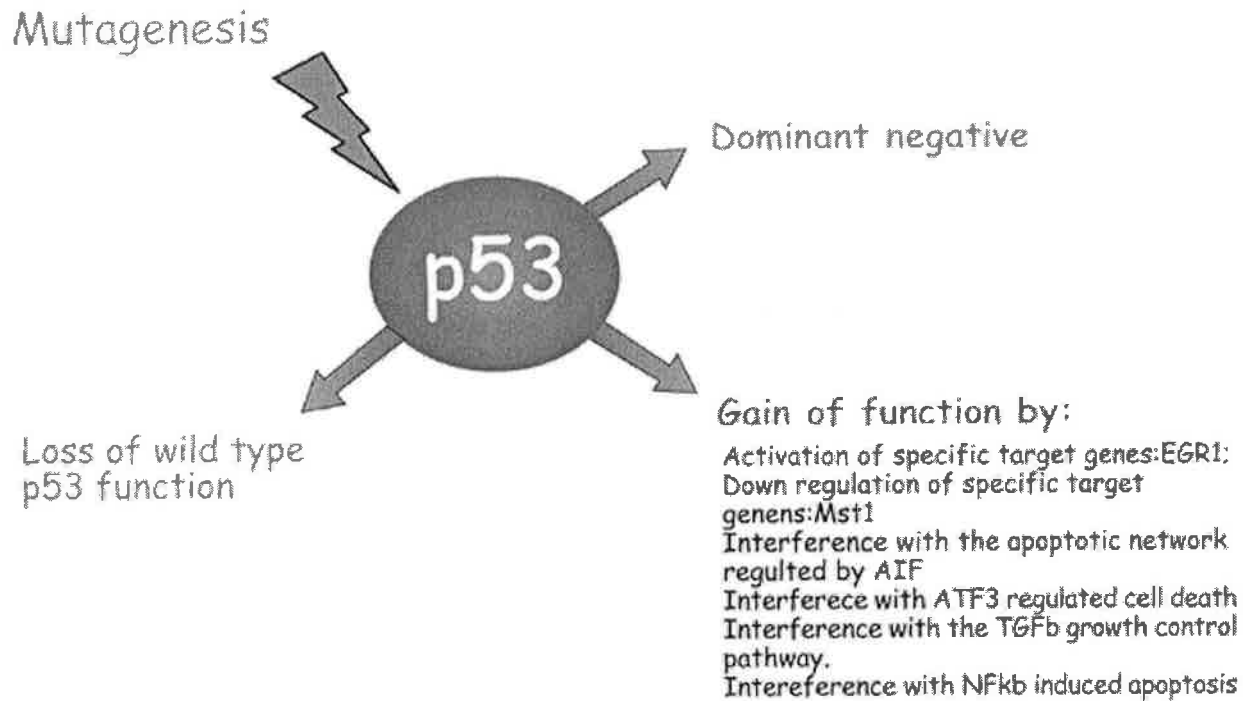 Mutagenesis
Dominant negative
p53
Loss of wild type
p53 function
Gain of function by:
Activation of specific target genes:EGR1;
Down regulation of specific target
genens:Mst1
Interference with the apoptotic network
regulted by AIF
Interferece with ATF3 regulated cell death
Interference with the TGFb growth control
pathway.
Intereference with NFkb induced apoptosis